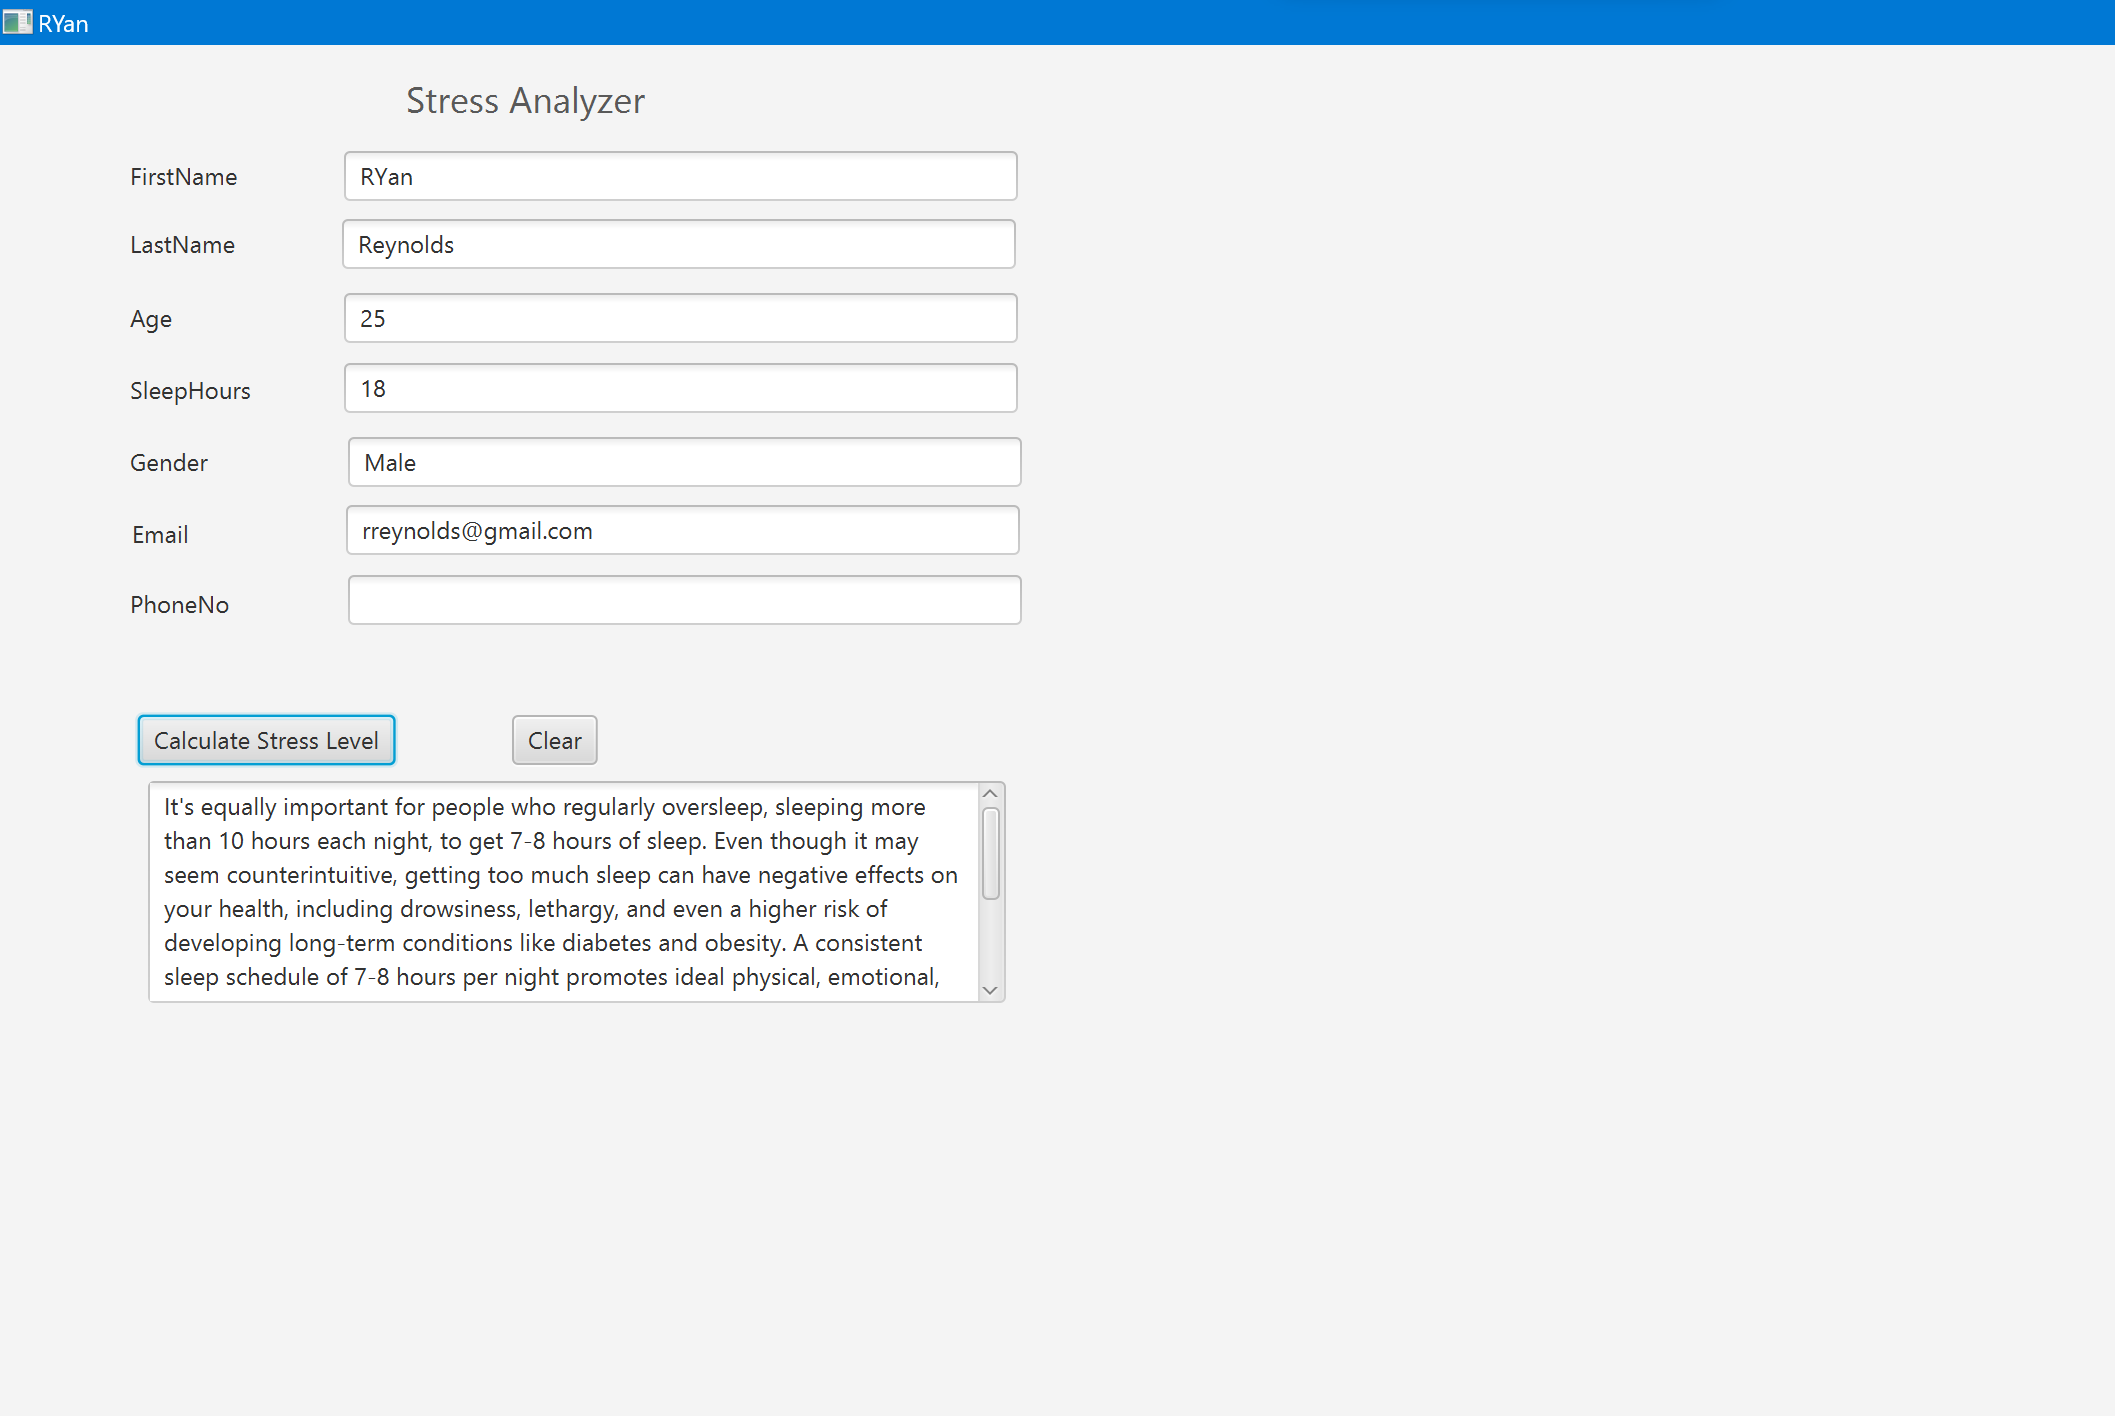 RYan
Stress Analyzer
FirstName RYan
LastName Reynolds
Age 25
SleepHours 18
Gender Male
Email rreynolds@gmail.com
PhoneNo
Calculate Stress Level Clear
It's equally important for people who regularly oversleep, sleeping more
than 10 hours each night, to get 7-8 hours of sleep. Even though it may
seem counterintuitive, getting too much sleep can have negative effects on
your health, including drowsiness, lethargy, and even a higher risk of
developing long-term conditions like diabetes and obesity. A consistent
sleep schedule of 7-8 hours per night promotes ideal physical, emotional,